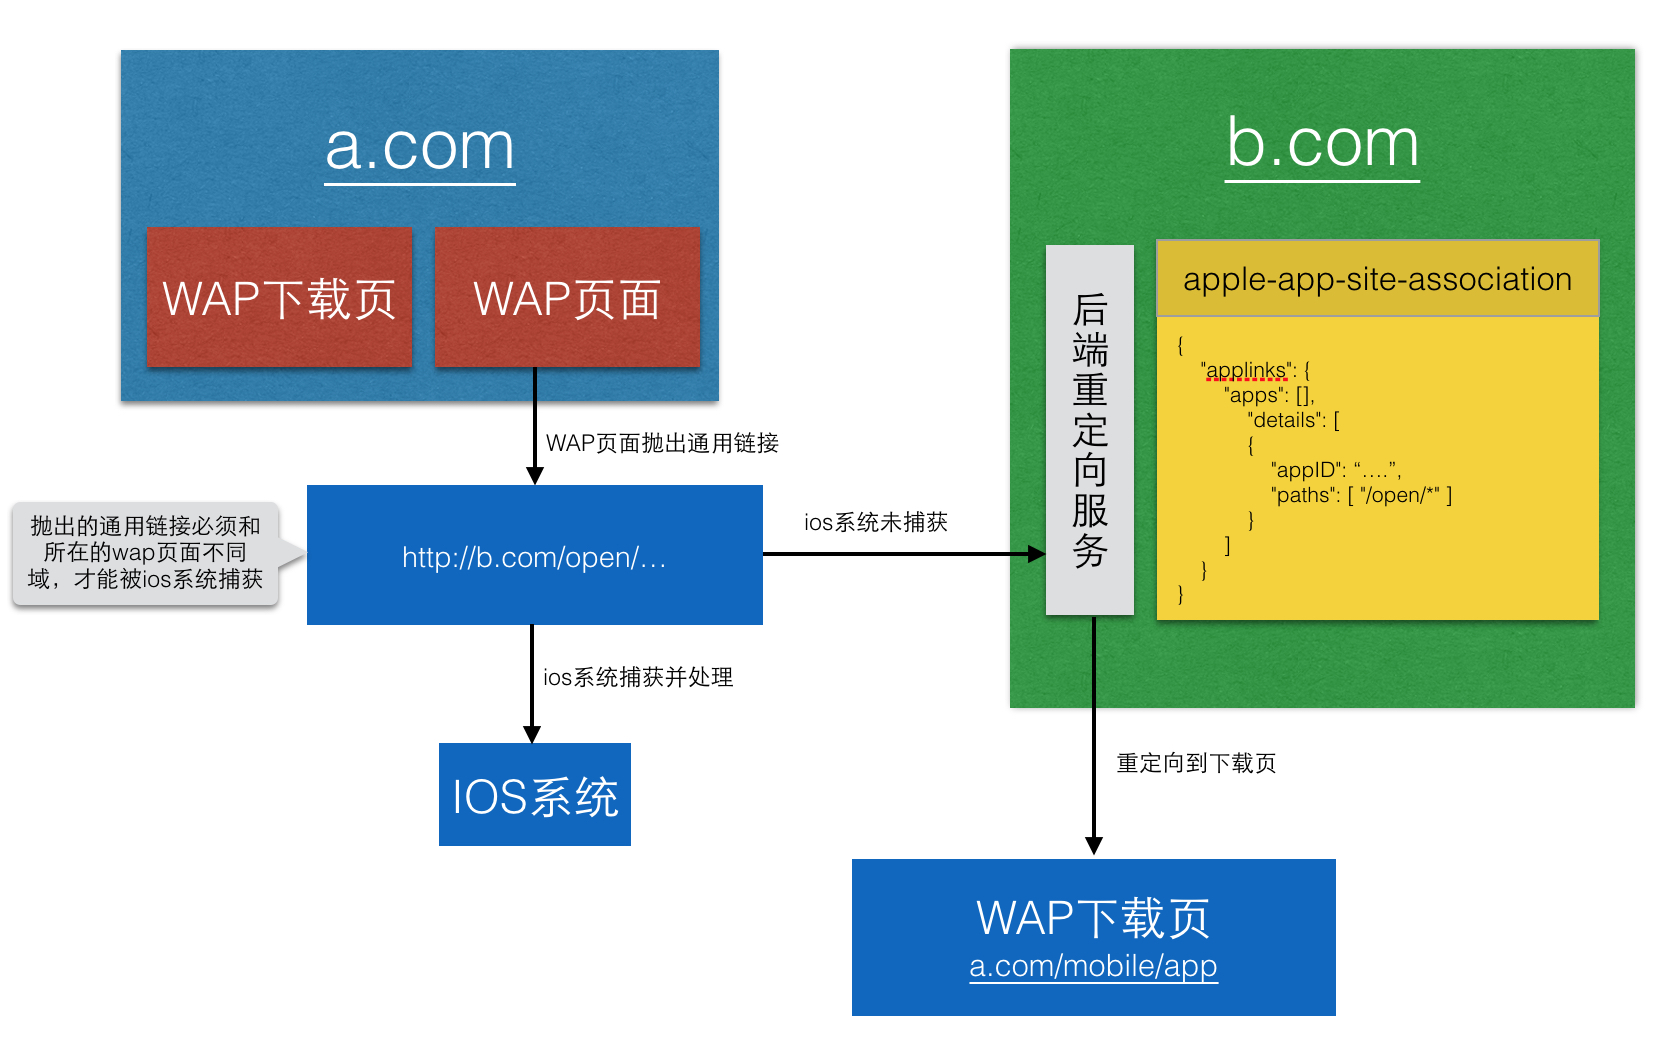 a.com
WAP下载页
WAP页面
WAP页面抛出通用链接
抛出的通用链接必须和
所在的wap页面不同
域，才能被ios系统捕获
http://b.com/open/...
ios系统未捕获
ios系统捕获并处理
IOS系统
b.com
后端重定向服务
apple-app-site-association
{
"applinks": {
"apps": [],
"details": [
{
"appID": “....”,
"paths": [ "/open/*" ]
}
]
}
}
重定向到下载页
WAP下载页
a.com/mobile/app